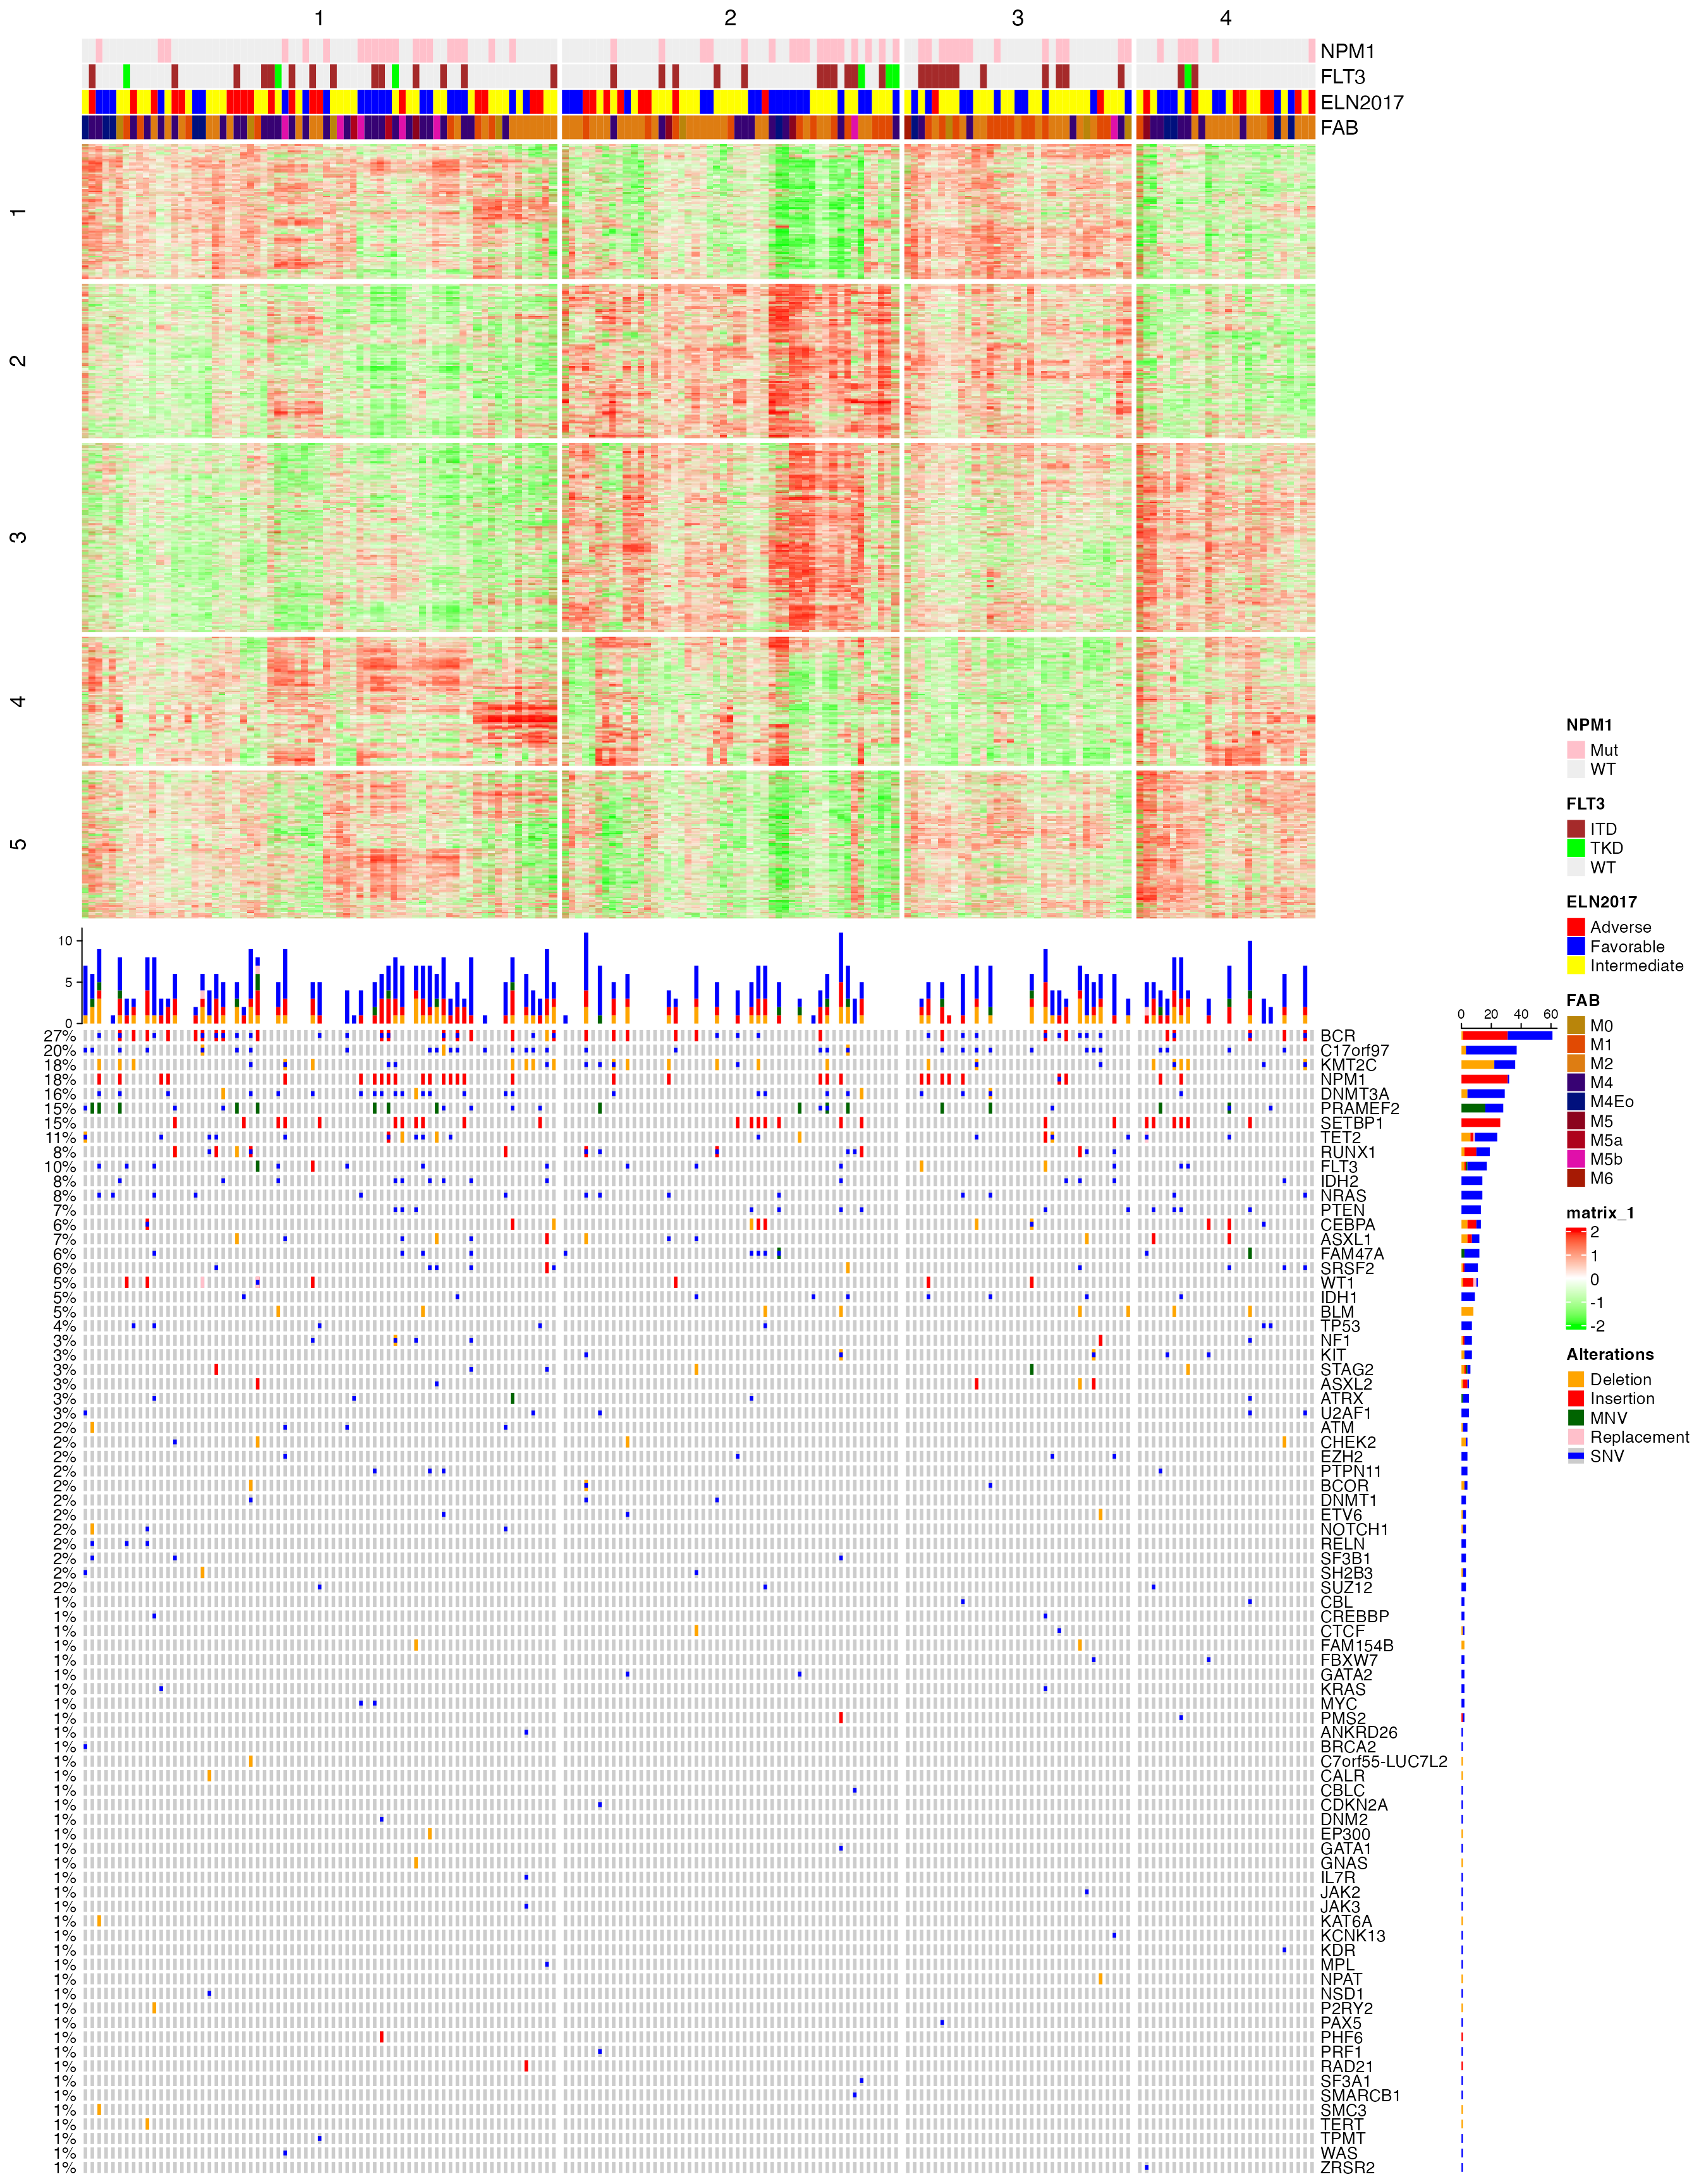 1 2 3 4
NPM1
FLT3
ELN2017
FAB
1
2
3
4
5
NPM1
Mut
WT
FLT3
ITD
TKD
WT
ELN2017
Adverse
Favorable
Intermediate
FAB
M0
M1
M2
M4
M4Eo
M5
M5a
M5b
M6
matrix_1
2
1
0
-1
-2
Alterations
Deletion
Insertion
MNV
Replacement
SNV
10
5
0
0 20 40 60
27% BCR
20% C17orf97
18% KMT2C
18% NPM1
16% DNMT3A
15% PRAMEF2
15% SETBP1
11% TET2
8% RUNX1
10% FLT3
8% IDH2
8% NRAS
7% PTEN
6% CEBPA
7% ASXL1
6% FAM47A
6% SRSF2
5% WT1
5% IDH1
5% BLM
4% TP53
3% NF1
3% KIT
3% STAG2
3% ASXL2
3% ATRX
3% U2AF1
2% ATM
2% CHEK2
2% EZH2
2% PTPN11
2% BCOR
2% DNMT1
2% ETV6
2% NOTCH1
2% RELN
2% SF3B1
2% SH2B3
2% SUZ12
1% CBL
1% CREBBP
1% CTCF
1% FAM154B
1% FBXW7
1% GATA2
1% KRAS
1% MYC
1% PMS2
1% ANKRD26
1% BRCA2
1% C7orf55-LUC7L2
1% CALR
1% CBLC
1% CDKN2A
1% DNM2
1% EP300
1% GATA1
1% GNAS
1% IL7R
1% JAK2
1% JAK3
1% KAT6A
1% KCNK13
1% KDR
1% MPL
1% NPAT
1% NSD1
1% P2RY2
1% PAX5
1% PHF6
1% PRF1
1% RAD21
1% SF3A1
1% SMARCB1
1% SMC3
1% TERT
1% TPMT
1% WAS
1% ZRSR2